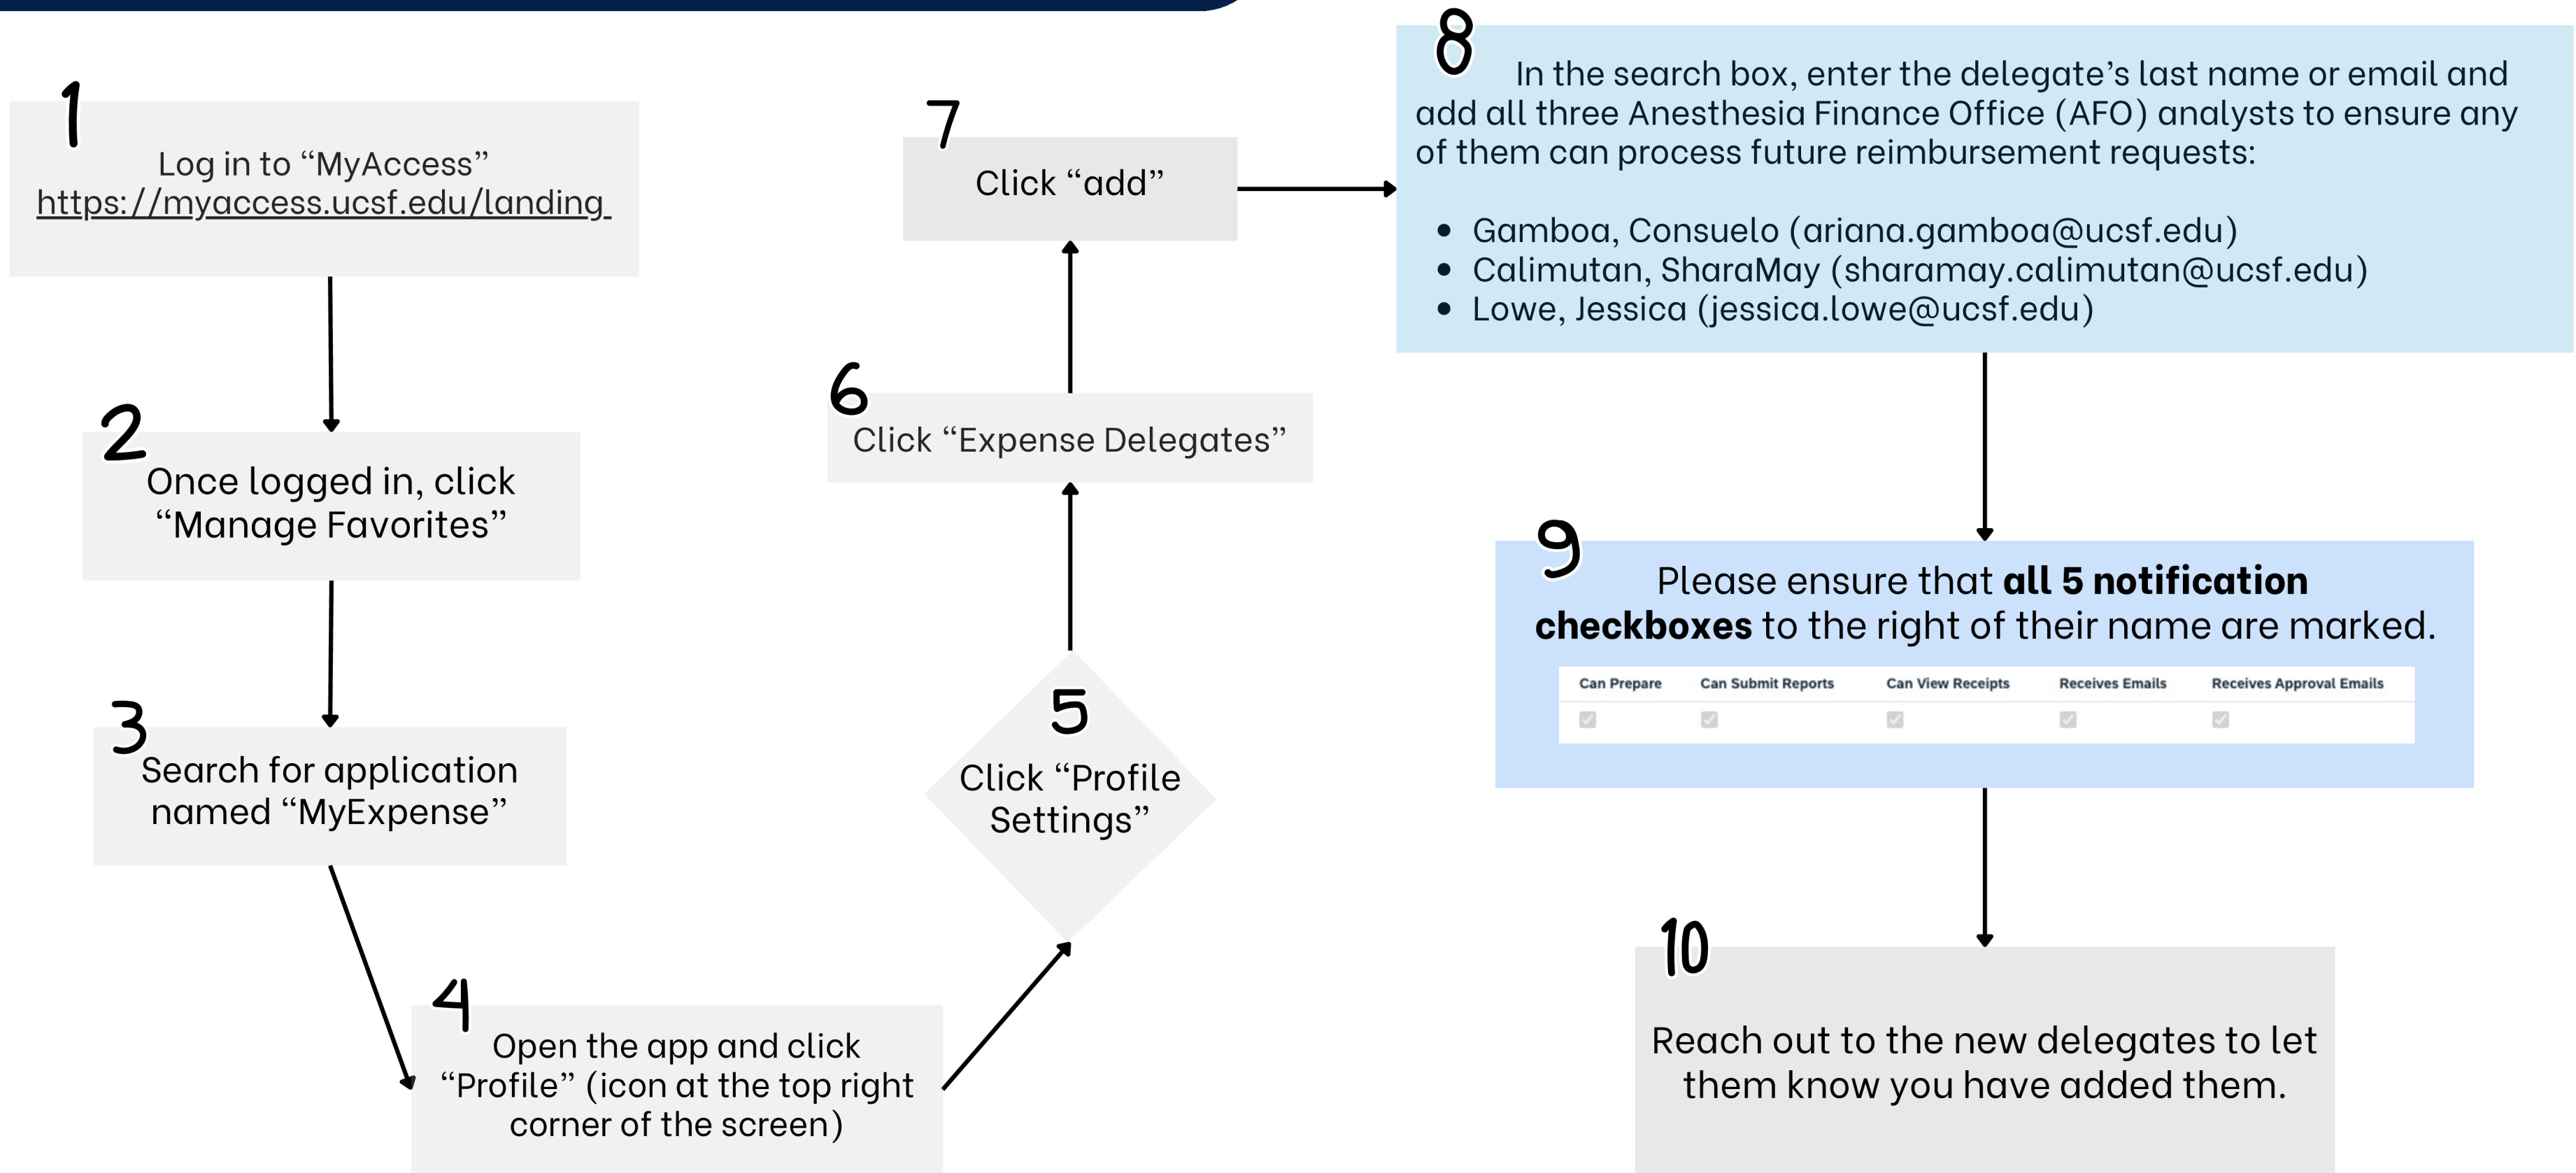 1
Log in to “MyAccess”
https://myaccess.ucsf.edu/landing
2
Once logged in, click
“Manage Favorites”
3
Search for application
named “MyExpense”
4
Open the app and click
“Profile” (icon at the top right
corner of the screen)
5
Click “Profile
Settings”
6
Click “Expense Delegates”
7
Click “add”
8
In the search box, enter the delegate’s last name or email and
add all three Anesthesia Finance Office (AFO) analysts to ensure any
of them can process future reimbursement requests:
• Gamboa, Consuelo (ariana.gamboa@ucsf.edu)
• Calimutan, SharaMay (sharamay.calimutan@ucsf.edu)
• Lowe, Jessica (jessica.lowe@ucsf.edu)
9
Please ensure that all 5 notification
checkboxes to the right of their name are marked.
Can Prepare Can Submit Reports Can View Receipts Receives Emails Receives Approval Emails
10
Reach out to the new delegates to let
them know you have added them.